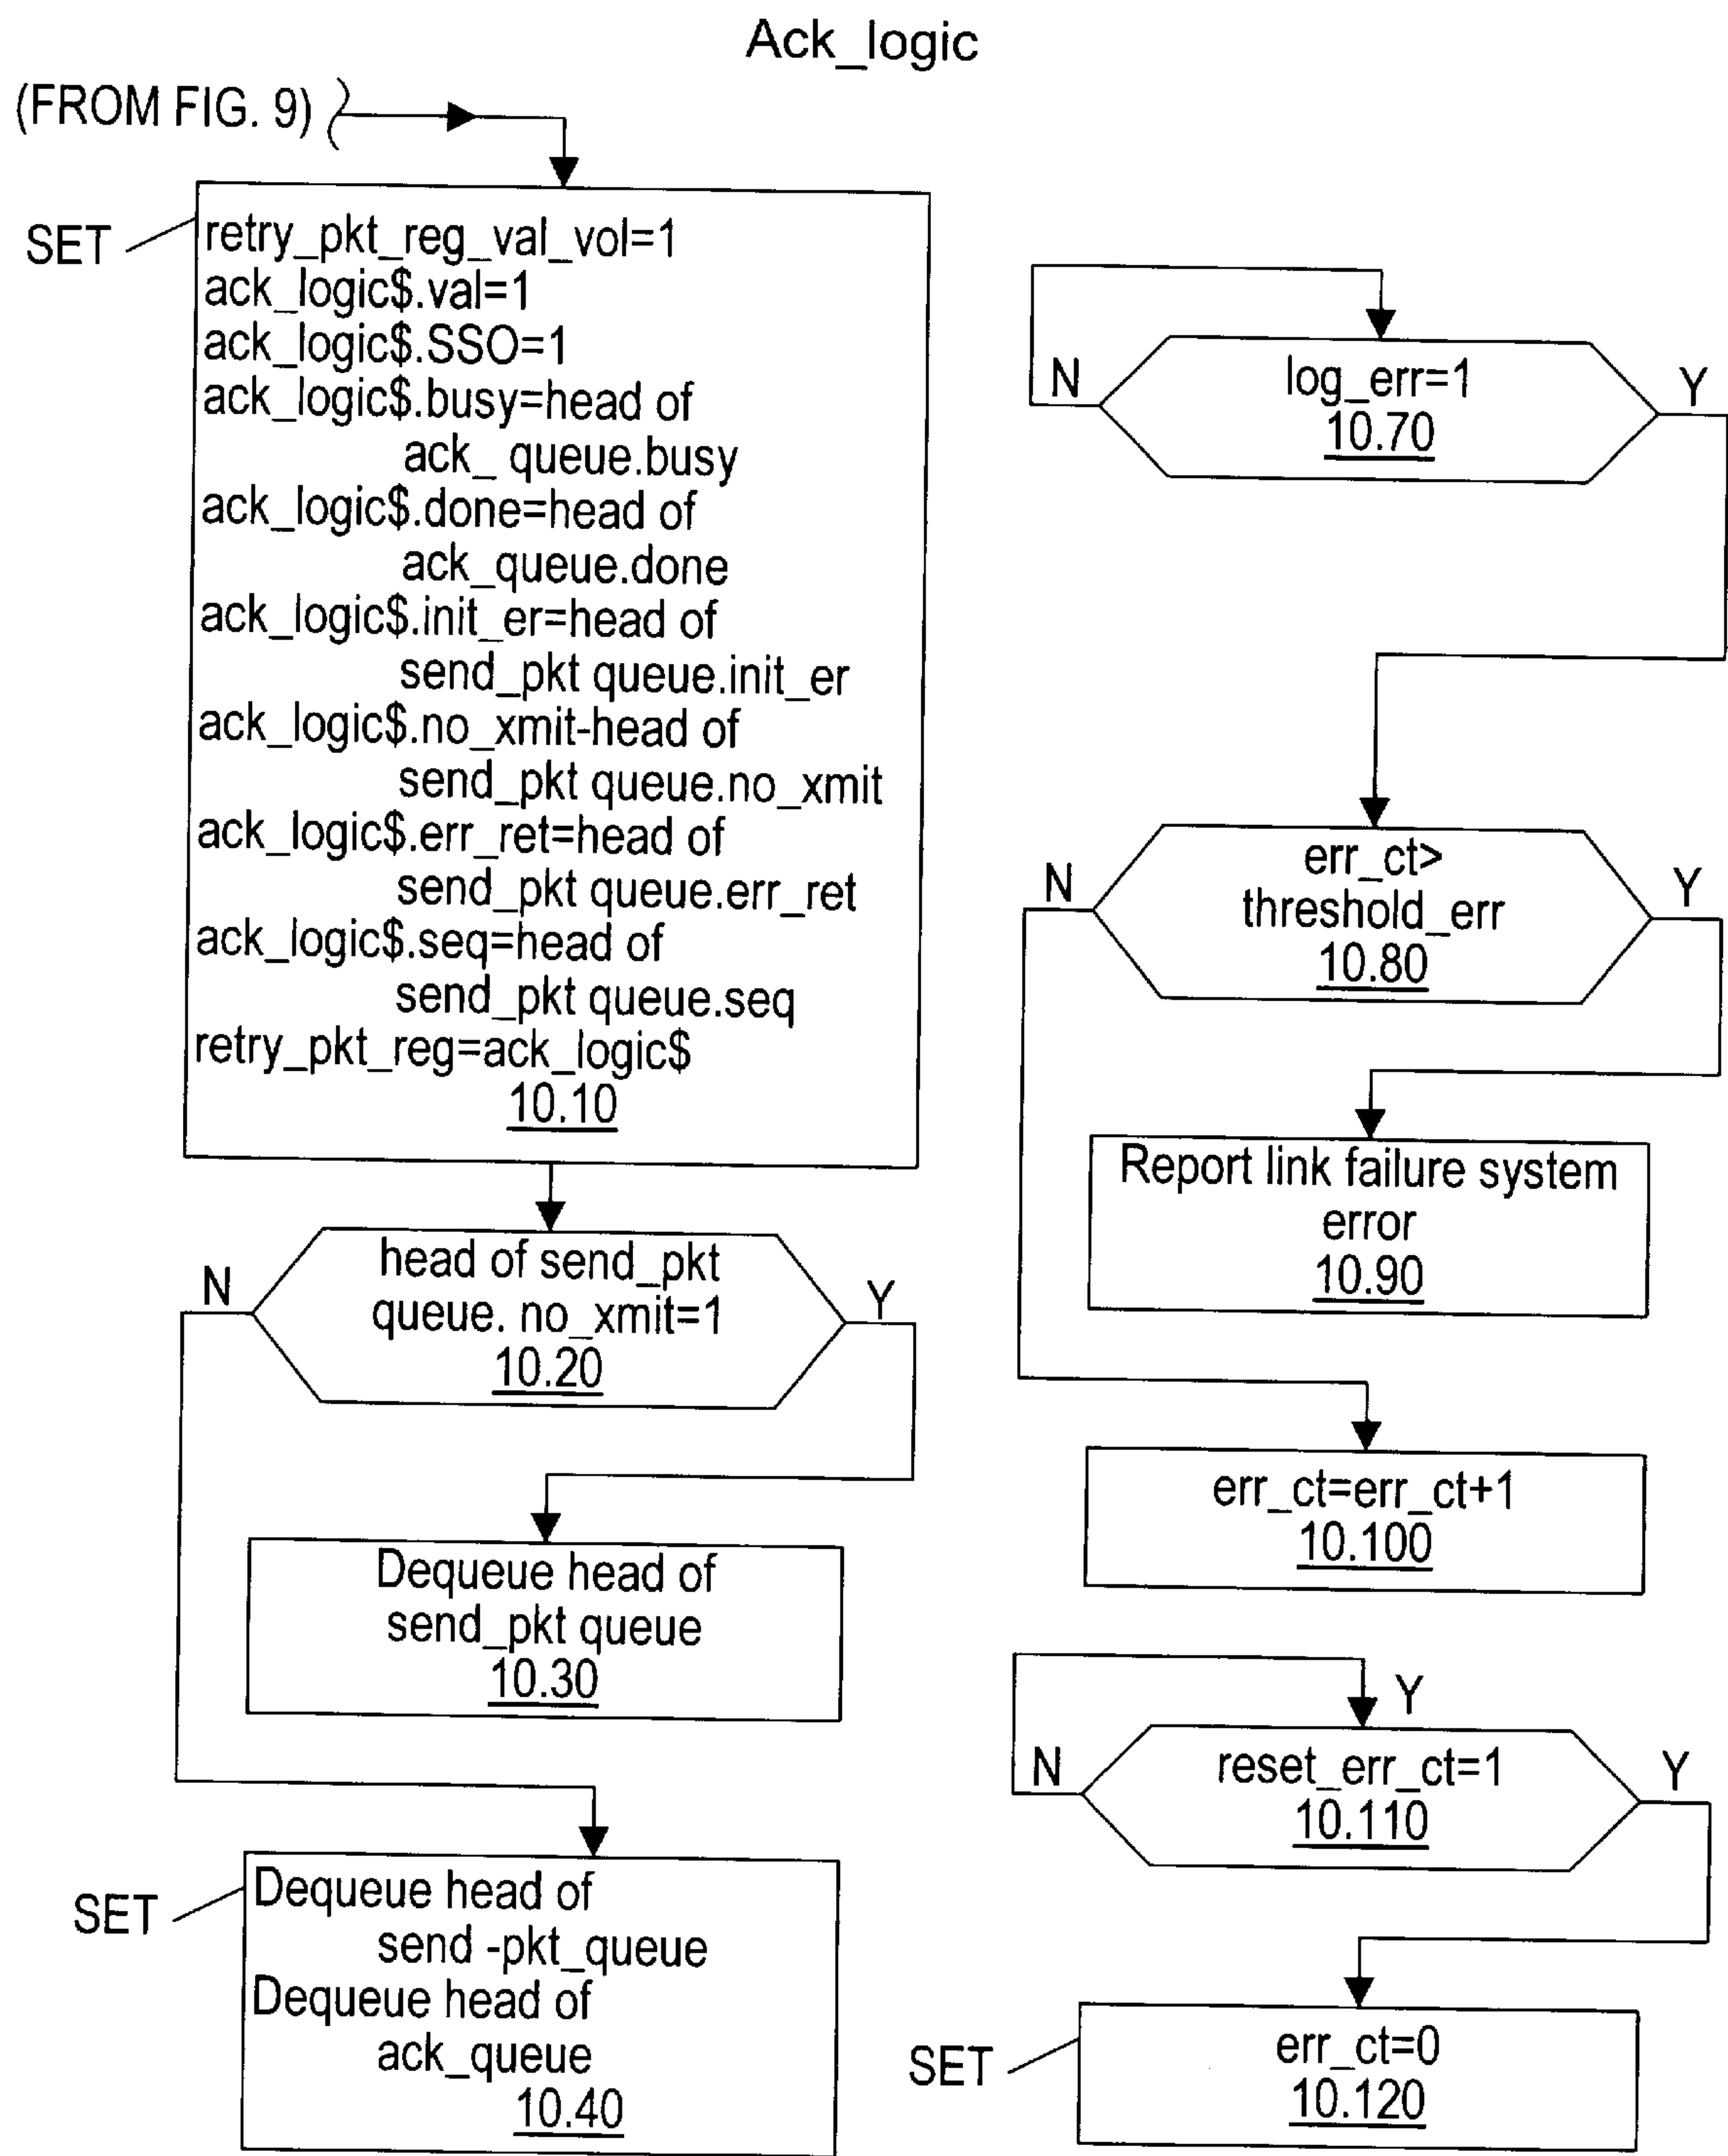 Ack_logic
(FROM FIG. 9)
SET
retry_pkt_reg_val_vol=1
ack_logic$.val=1
ack_logic$.SSO=1
ack_logic$.busy=head of
ack_ queue.busy
ack_logic$.done=head of
ack_queue.done
ack_logic$.init_er=head of
send_pkt queue.init_er
ack_logic$.no_xmit-head of
send_pkt queue.no_xmit
ack_logic$.err_ret=head of
send_pkt queue.err_ret
ack_logic$.seq=head of
send_pkt queue.seq
retry_pkt_reg=ack_logic$
10.10
N
head of send_pkt
queue. no_xmit=1
10.20
Y
Dequeue head of
send_pkt queue
10.30
SET
Dequeue head of
send -pkt_queue
Dequeue head of
ack_queue
10.40
N
log_err=1
10.70
Y
N
err_ct>
threshold_err
10.80
Y
Report link failure system
error
10.90
err_ct=err_ct+1
10.100
Y
N
reset_err_ct=1
10.110
Y
SET
err_ct=0
10.120